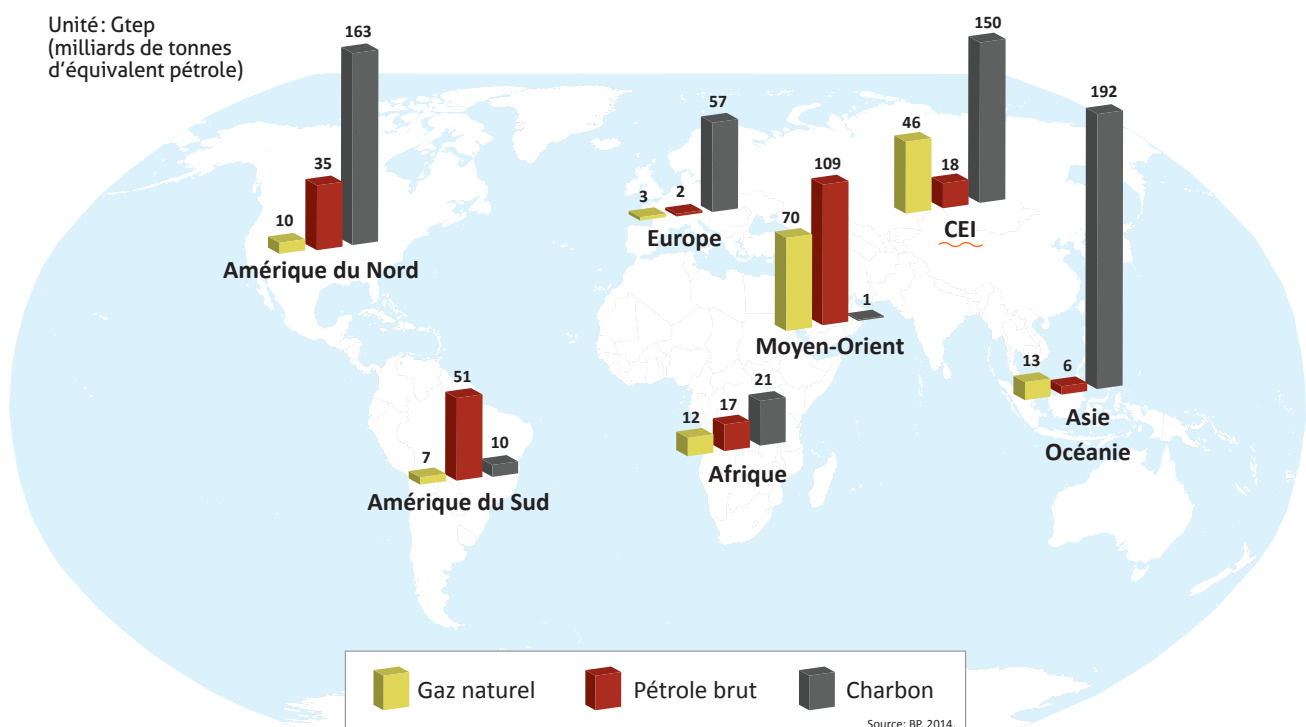 Unité: Gtep
(milliards de tonnes
d'équivalent pétrole)
163
35
10
Amérique du Nord
57
3
2
Europe
150
46
18
CEI
109
70
1
Moyen-Orient
192
13
6
Asie
Océanie
51
7
10
Amérique du Sud
21
12
17
Afrique
Gaz naturel
Pétrole brut
Charbon
Source: BP, 2014.